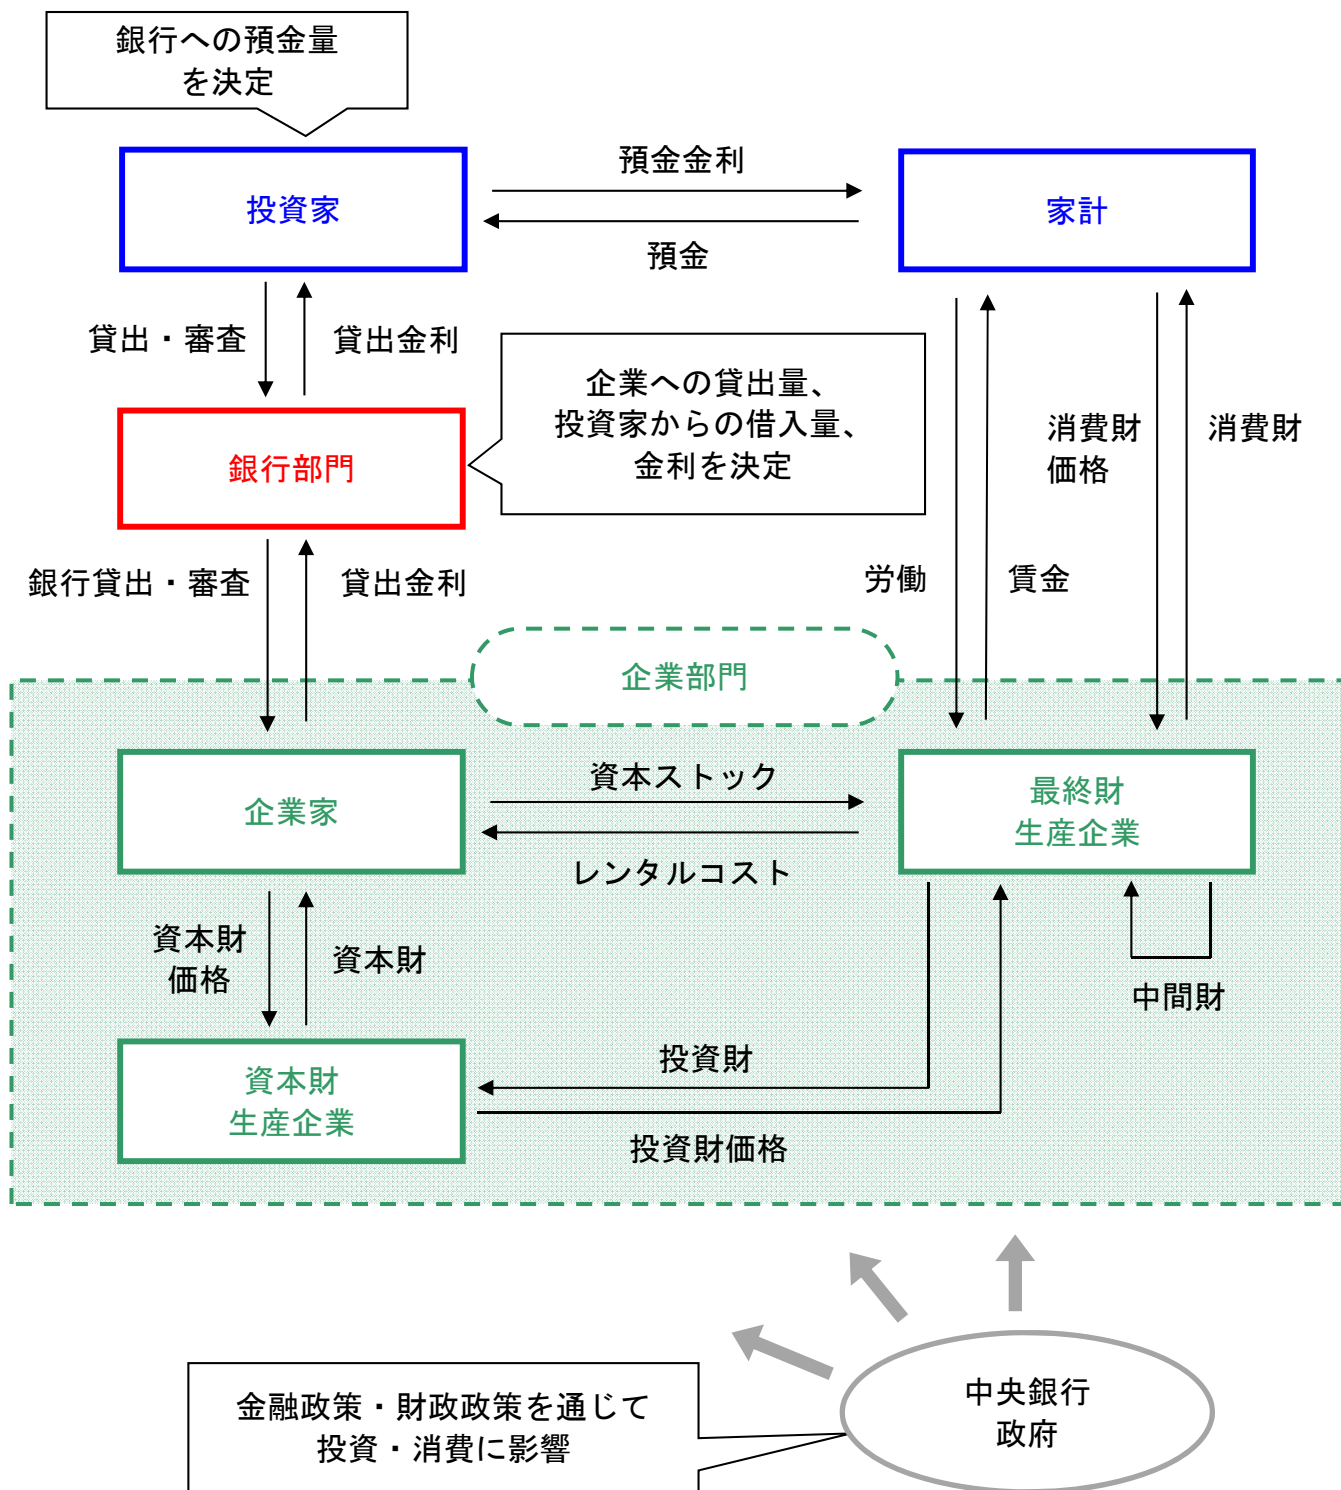 銀行への預金量
を決定
投資家
預金金利
預金
家計
貸出・審査
貸出金利
企業への貸出量、
投資家からの借入量、
金利を決定
消費財
価格
消費財
銀行部門
銀行貸出・審査
貸出金利
労働
賃金
企業部門
企業家
資本ストック
レンタルコスト
最終財
生産企業
資本財
価格
資本財
中間財
資本財
生産企業
投資財
投資財価格
金融政策・財政政策を通じて
投資・消費に影響
中央銀行
政府